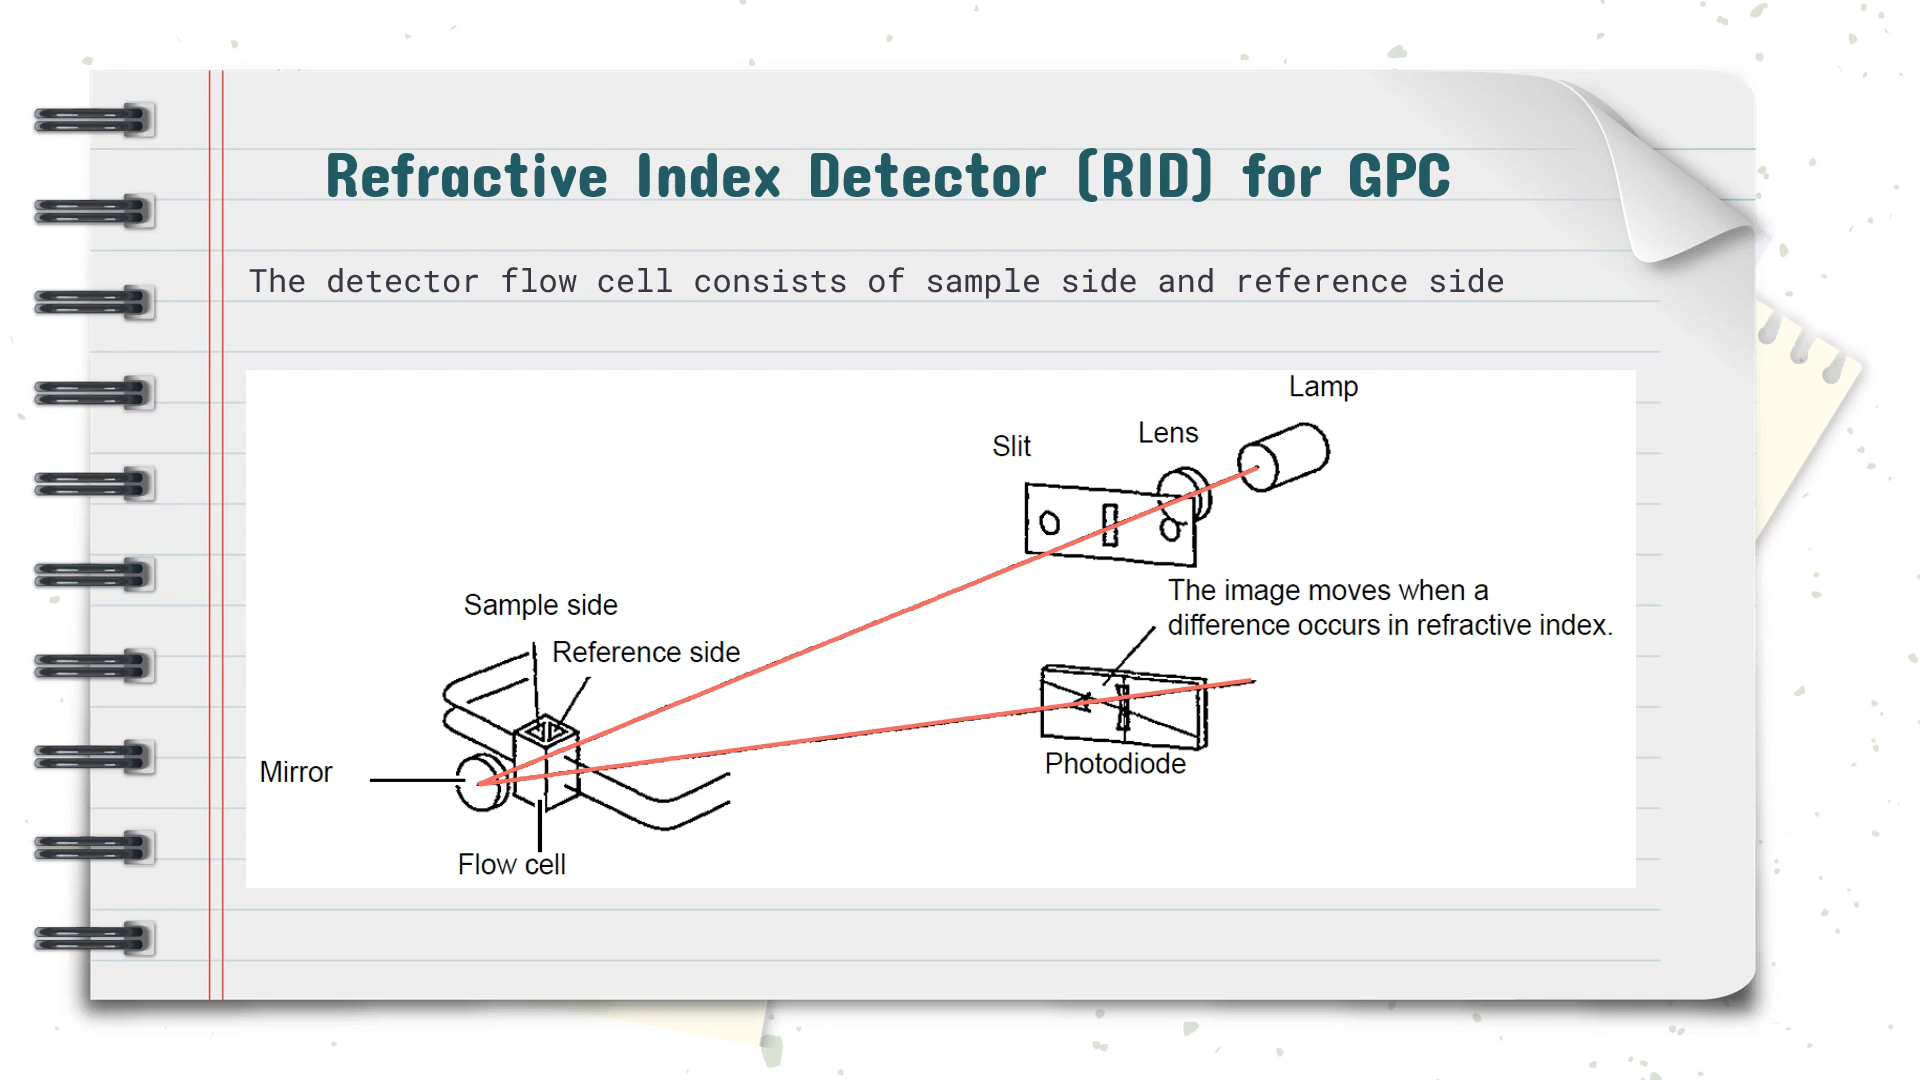 Refractive Index Detector (RID) for GPC
The detector flow cell consists of sample side and reference side
Lamp
Lens
Slit
The image moves when a
difference occurs in refractive index.
Sample side
Reference side
Photodiode
Mirror
Flow cell